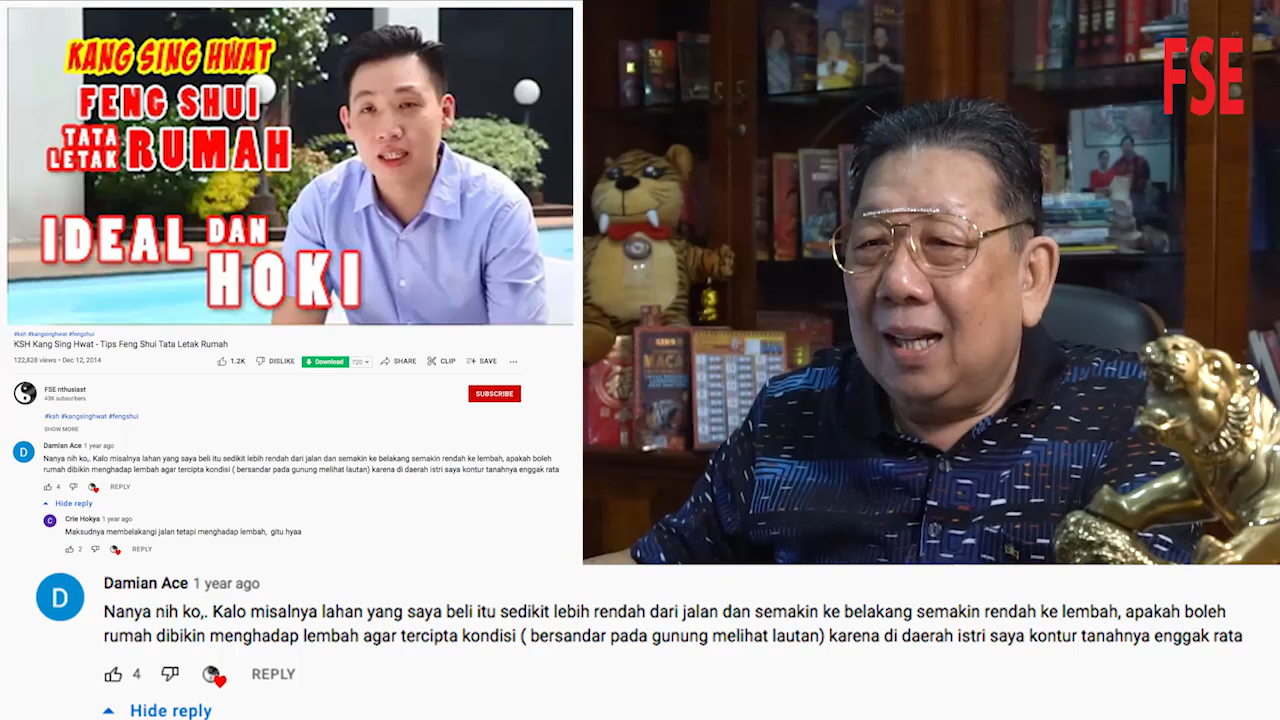 KANG SING HWAT
FENG SHUI
TATA
LETAK RUMAH
IDEAL DAN
HOKI
FSE
#ksh #kangsinghwat #fengshui
KSH Kang Sing Hwat - Tips Feng Shui Tata Letak Rumah
122,828 views • Dec 12, 2014
1.2K DISLIKE Download 720 SHARE CLIP SAVE ...
FSE nthusiast
43K subscribers
SUBSCRIBE
#ksh #kangsinghwat #fengshui
SHOW MORE
D
Damian Ace 1 year ago
Nanya nih ko,. Kalo misalnya lahan yang saya beli itu sedikit lebih rendah dari jalan dan semakin ke belakang semakin rendah ke lembah, apakah boleh
rumah dibikin menghadap lembah agar tercipta kondisi ( bersandar pada gunung melihat lautan) karena di daerah istri saya kontur tanahnya enggak rata
4 REPLY
Hide reply
C
Crie Hokya 1 year ago
Maksudnya membelakangi jalan tetapi menghadap lembah, gitu hyaa
2 REPLY
D
Damian Ace 1 year ago
Nanya nih ko,. Kalo misalnya lahan yang saya beli itu sedikit lebih rendah dari jalan dan semakin ke belakang semakin rendah ke lembah, apakah boleh
rumah dibikin menghadap lembah agar tercipta kondisi ( bersandar pada gunung melihat lautan) karena di daerah istri saya kontur tanahnya enggak rata
4 REPLY
Hide reply